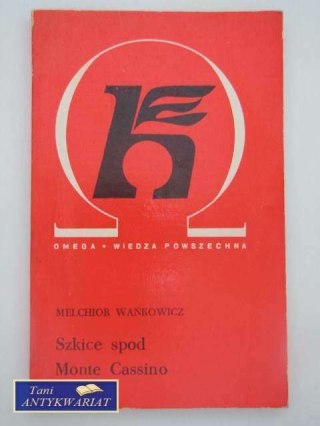 OMEGA • WIEDZA POWSZECHNA
MELCHIOR WAŃKOWICZ
Szkice spod
Monte Cassino
Tani
ANTYKWARIAT